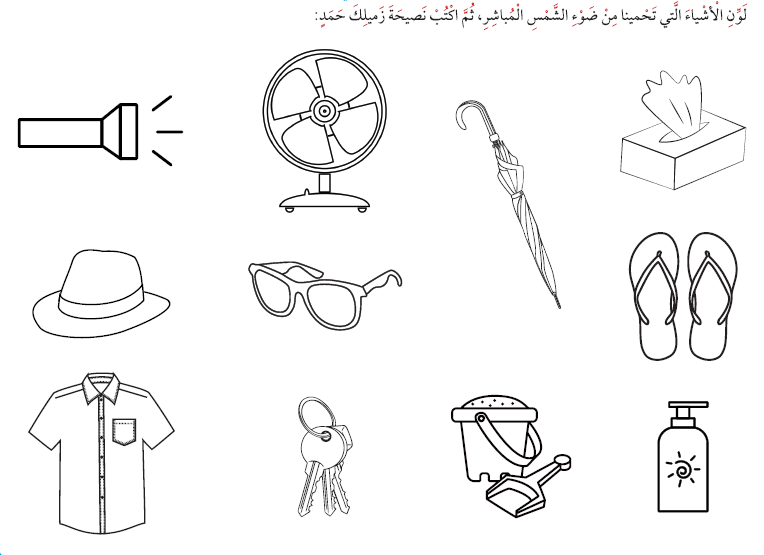 لَوِّنِ الْأَشْياءَ الَّتي تَحْمينا مِنْ ضَوْءِ الشَّمْسِ الْمُباشِرِ، ثُمَّ اكْتُبْ نَصيحَةَ زَميلِكَ حَمَدٍ: